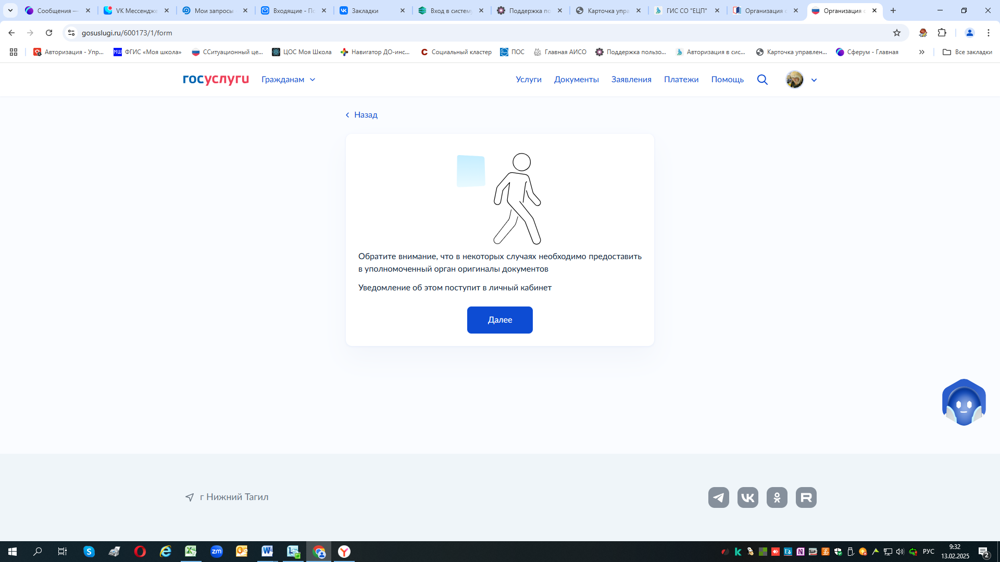 Сообщения —
VK Мессендже
Мои запросы
Входящие - По
Закладки
Вход в систему
Поддержка по
Карточка упра
ГИС СО "ЕЦП"
Организация о
Организация о
gosuslugi.ru/600173/1/form
Авторизация - Упр...
МШ
ФГИС «Моя школа»
ССитуационный це...
ЦОС Моя Школа
Навигатор ДО-инс...
Социальный кластер
ПОС
Главная АИСО
Поддержка пользо...
Авторизация в сис...
Карточка управлен...
Сферум - Главная
Все закладки
госуслуги
Гражданам
Услуги
Документы
Заявления
Платежи
Помощь
Назад
Обратите внимание, что в некоторых случаях необходимо предоставить
в уполномоченный орган оригиналы документов
Уведомление об этом поступит в личный кабинет
Далее
г Нижний Тагил
РУС
9:32
13.02.2025
2